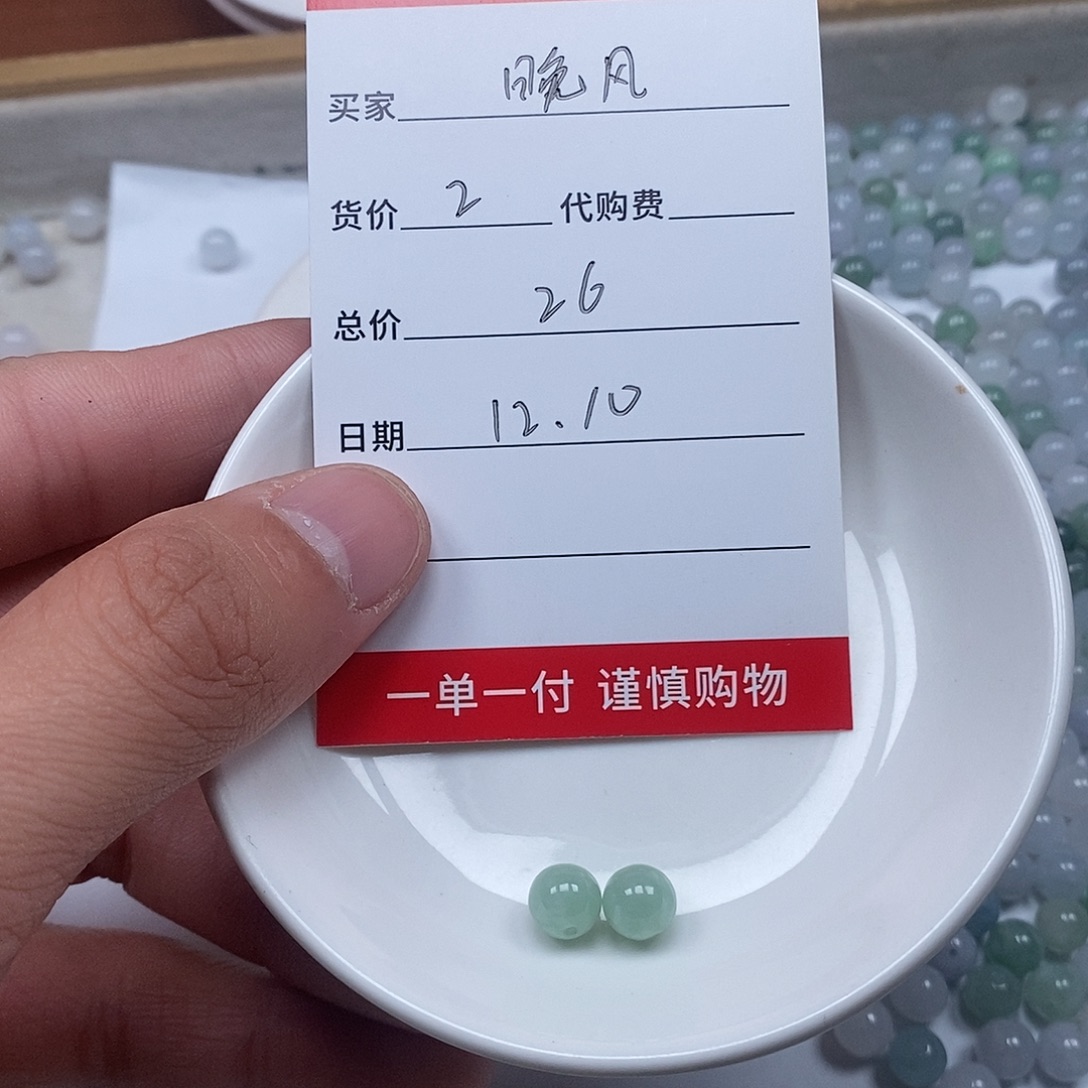 买家 晚风
货价 2 代购费
总价 26
日期 12.10
一单一付 谨慎购物